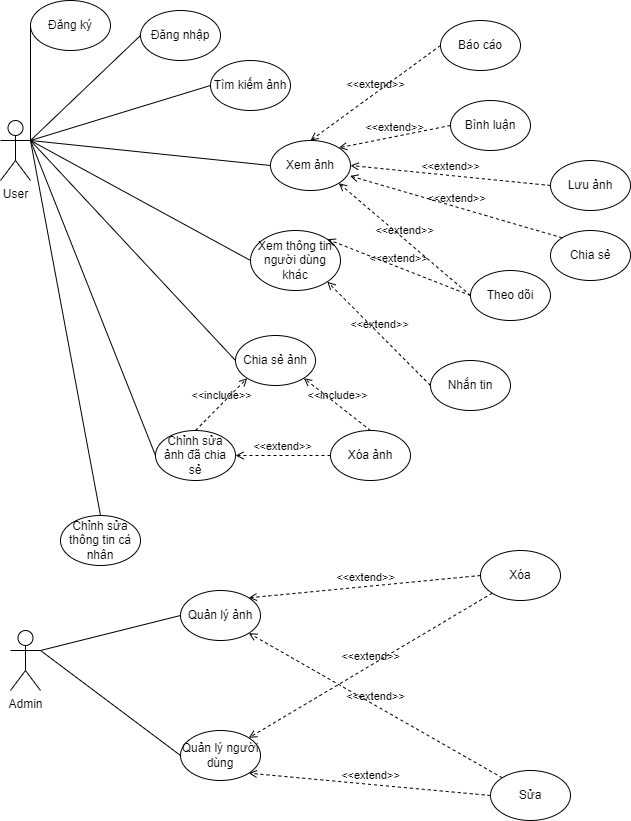 Đăng ký
Đăng nhập
Báo cáo
Tìm kiếm ảnh
<<extend>>
Bình luận
<<extend>>
User
Xem ảnh
<<extend>>
Lưu ảnh
<<extend>>
Xem thông tin
người dùng
khác
<<extend>>
Chia sẻ
Theo dõi
<<extend>>
Chia sẻ ảnh
Nhắn tin
<<include>>
<<include>>
Chỉnh sửa
ảnh đã chia
sẻ
<<extend>>
Xóa ảnh
Chỉnh sửa
thông tin cá
nhân
<<extend>>
Xóa
Quản lý ảnh
Admin
<<extend>>
<<extend>>
Quản lý người
dùng
<<extend>>
Sửa